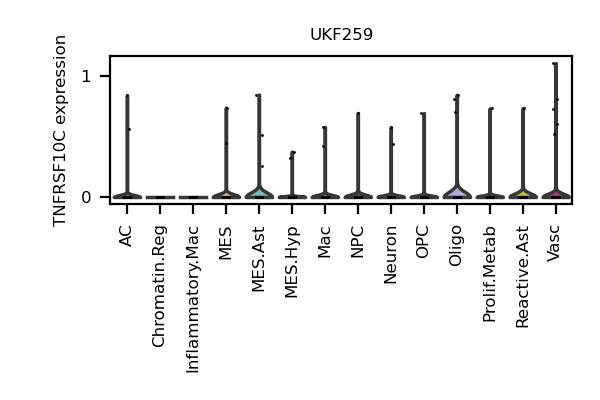 UKF259
TNFRSF10C expression
1
0
AC
Chromatin.Reg
Inflammatory.Mac
MES
MES.Ast
MES.Hyp
Mac
NPC
Neuron
OPC
Oligo
Prolif.Metab
Reactive.Ast
Vasc